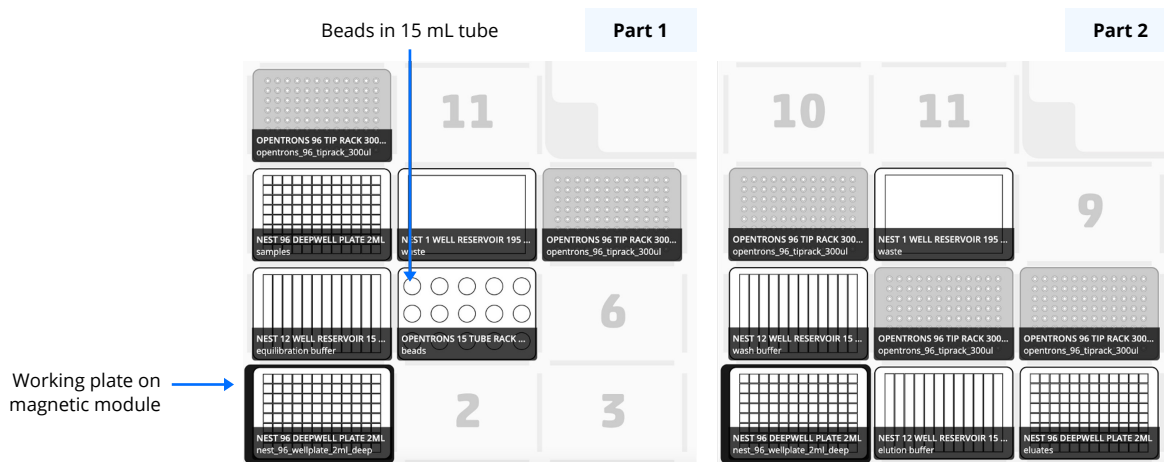 Beads in 15 mL tube
Part 1
Part 2
11
OPENTRONS 96 TIP RACK 300...
opentrons_96_tiprack_300ul
10
11
NEST 96 DEEPWELL PLATE 2ML
samples
NEST 1 WELL RESERVOIR 195 ...
waste
OPENTRONS 96 TIP RACK 300...
opentrons_96_tiprack_300ul
OPENTRONS 96 TIP RACK 300...
opentrons_96_tiprack_300ul
NEST 1 WELL RESERVOIR 195 ...
waste
9
NEST 12 WELL RESERVOIR 15 ...
equilibration buffer
OPENTRONS 15 TUBE RACK ...
beads
6
NEST 12 WELL RESERVOIR 15 ...
wash buffer
OPENTRONS 96 TIP RACK 300...
opentrons_96_tiprack_300ul
OPENTRONS 96 TIP RACK 300...
opentrons_96_tiprack_300ul
Working plate on
magnetic module
NEST 96 DEEPWELL PLATE 2ML
nest_96_wellplate_2ml_deep
2
3
NEST 96 DEEPWELL PLATE 2ML
nest_96_wellplate_2ml_deep
NEST 12 WELL RESERVOIR 15 ...
elution buffer
NEST 96 DEEPWELL PLATE 2ML
eluates